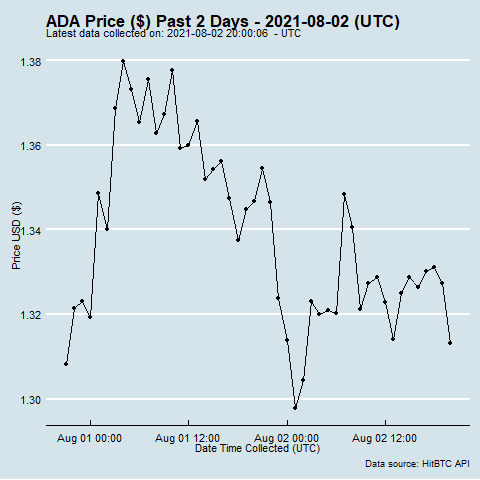 ADA Price ($) Past 2 Days - 2021-08-02 (UTC)
Latest data collected on: 2021-08-02 20:00:06 - UTC
1.38
1.36
1.34
1.32
1.30
Price USD ($)
Aug 01 00:00 Aug 01 12:00 Aug 02 00:00 Aug 02 12:00
Date Time Collected (UTC)
Data source: HitBTC API